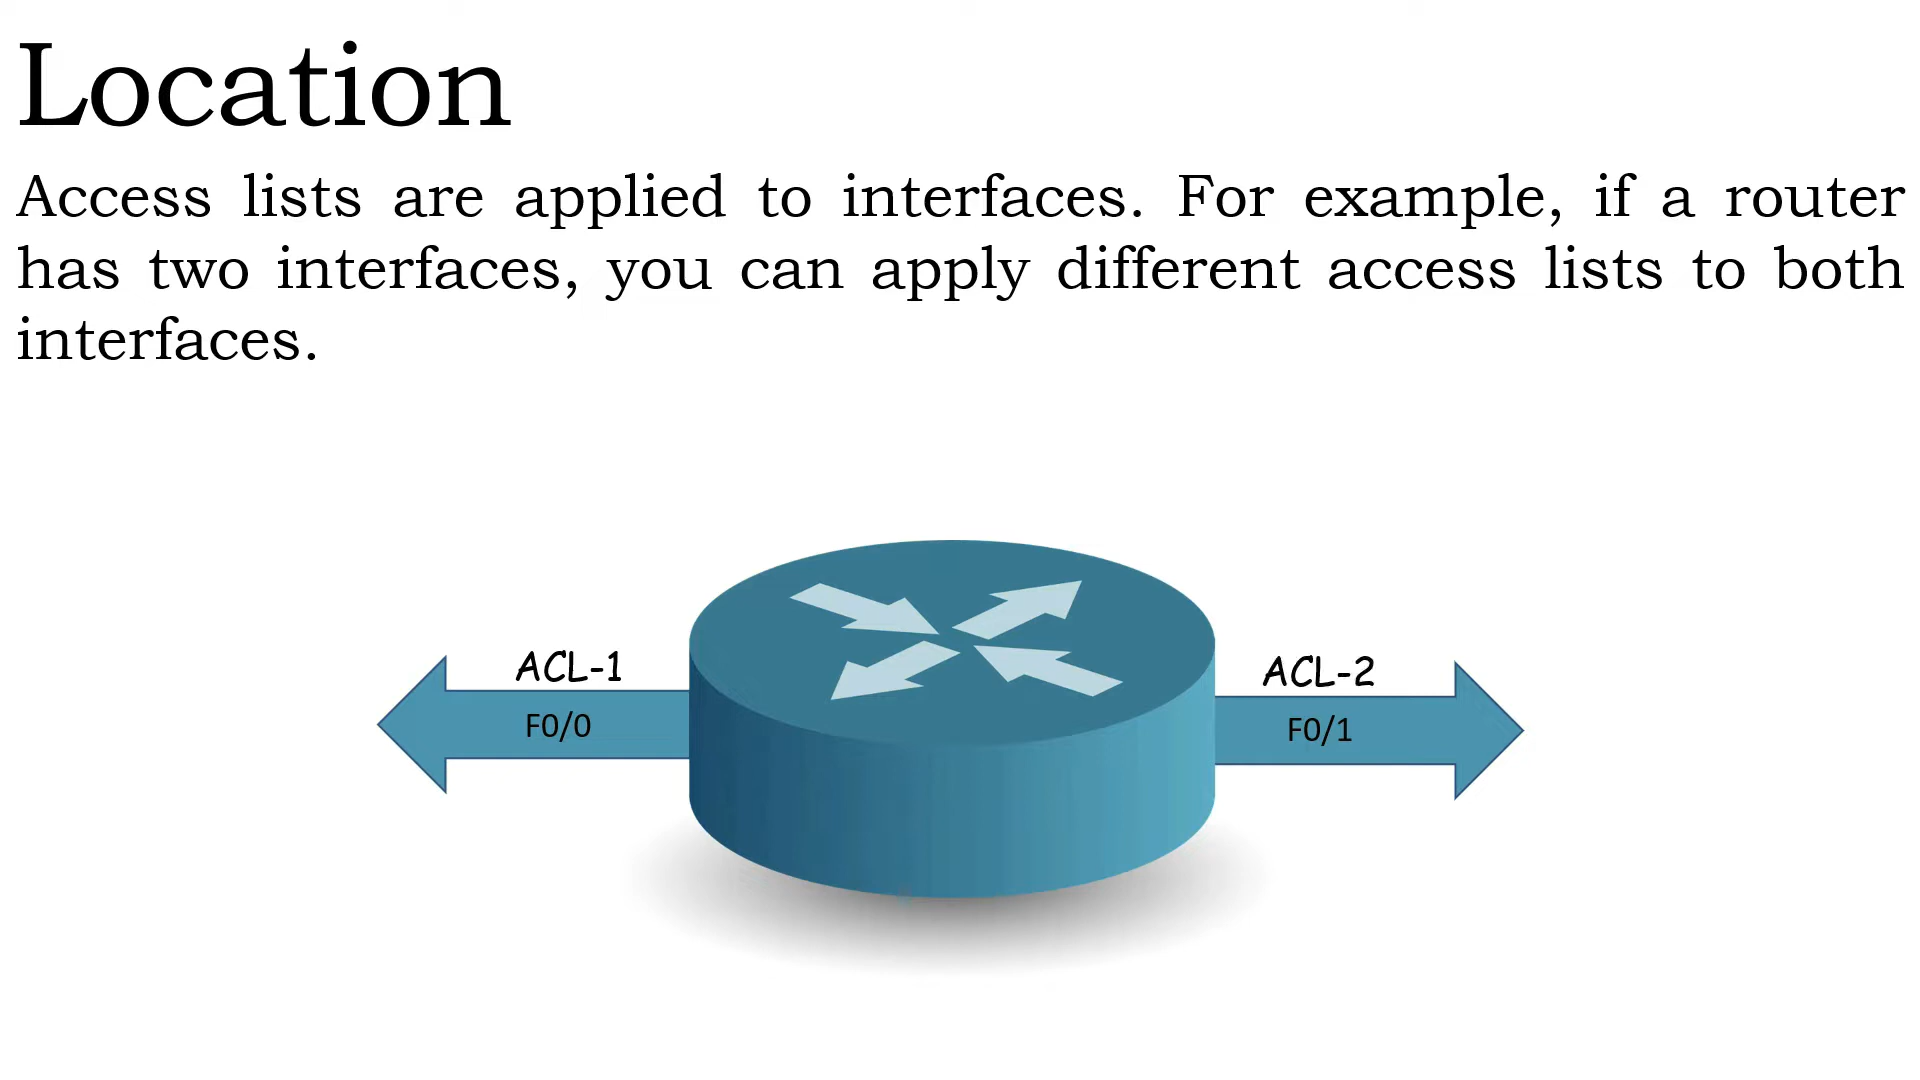 Location
Access lists are applied to interfaces. For example, if a router
has two interfaces, you can apply different access lists to both
interfaces.
ACL-1
ACL-2
F0/0
F0/1